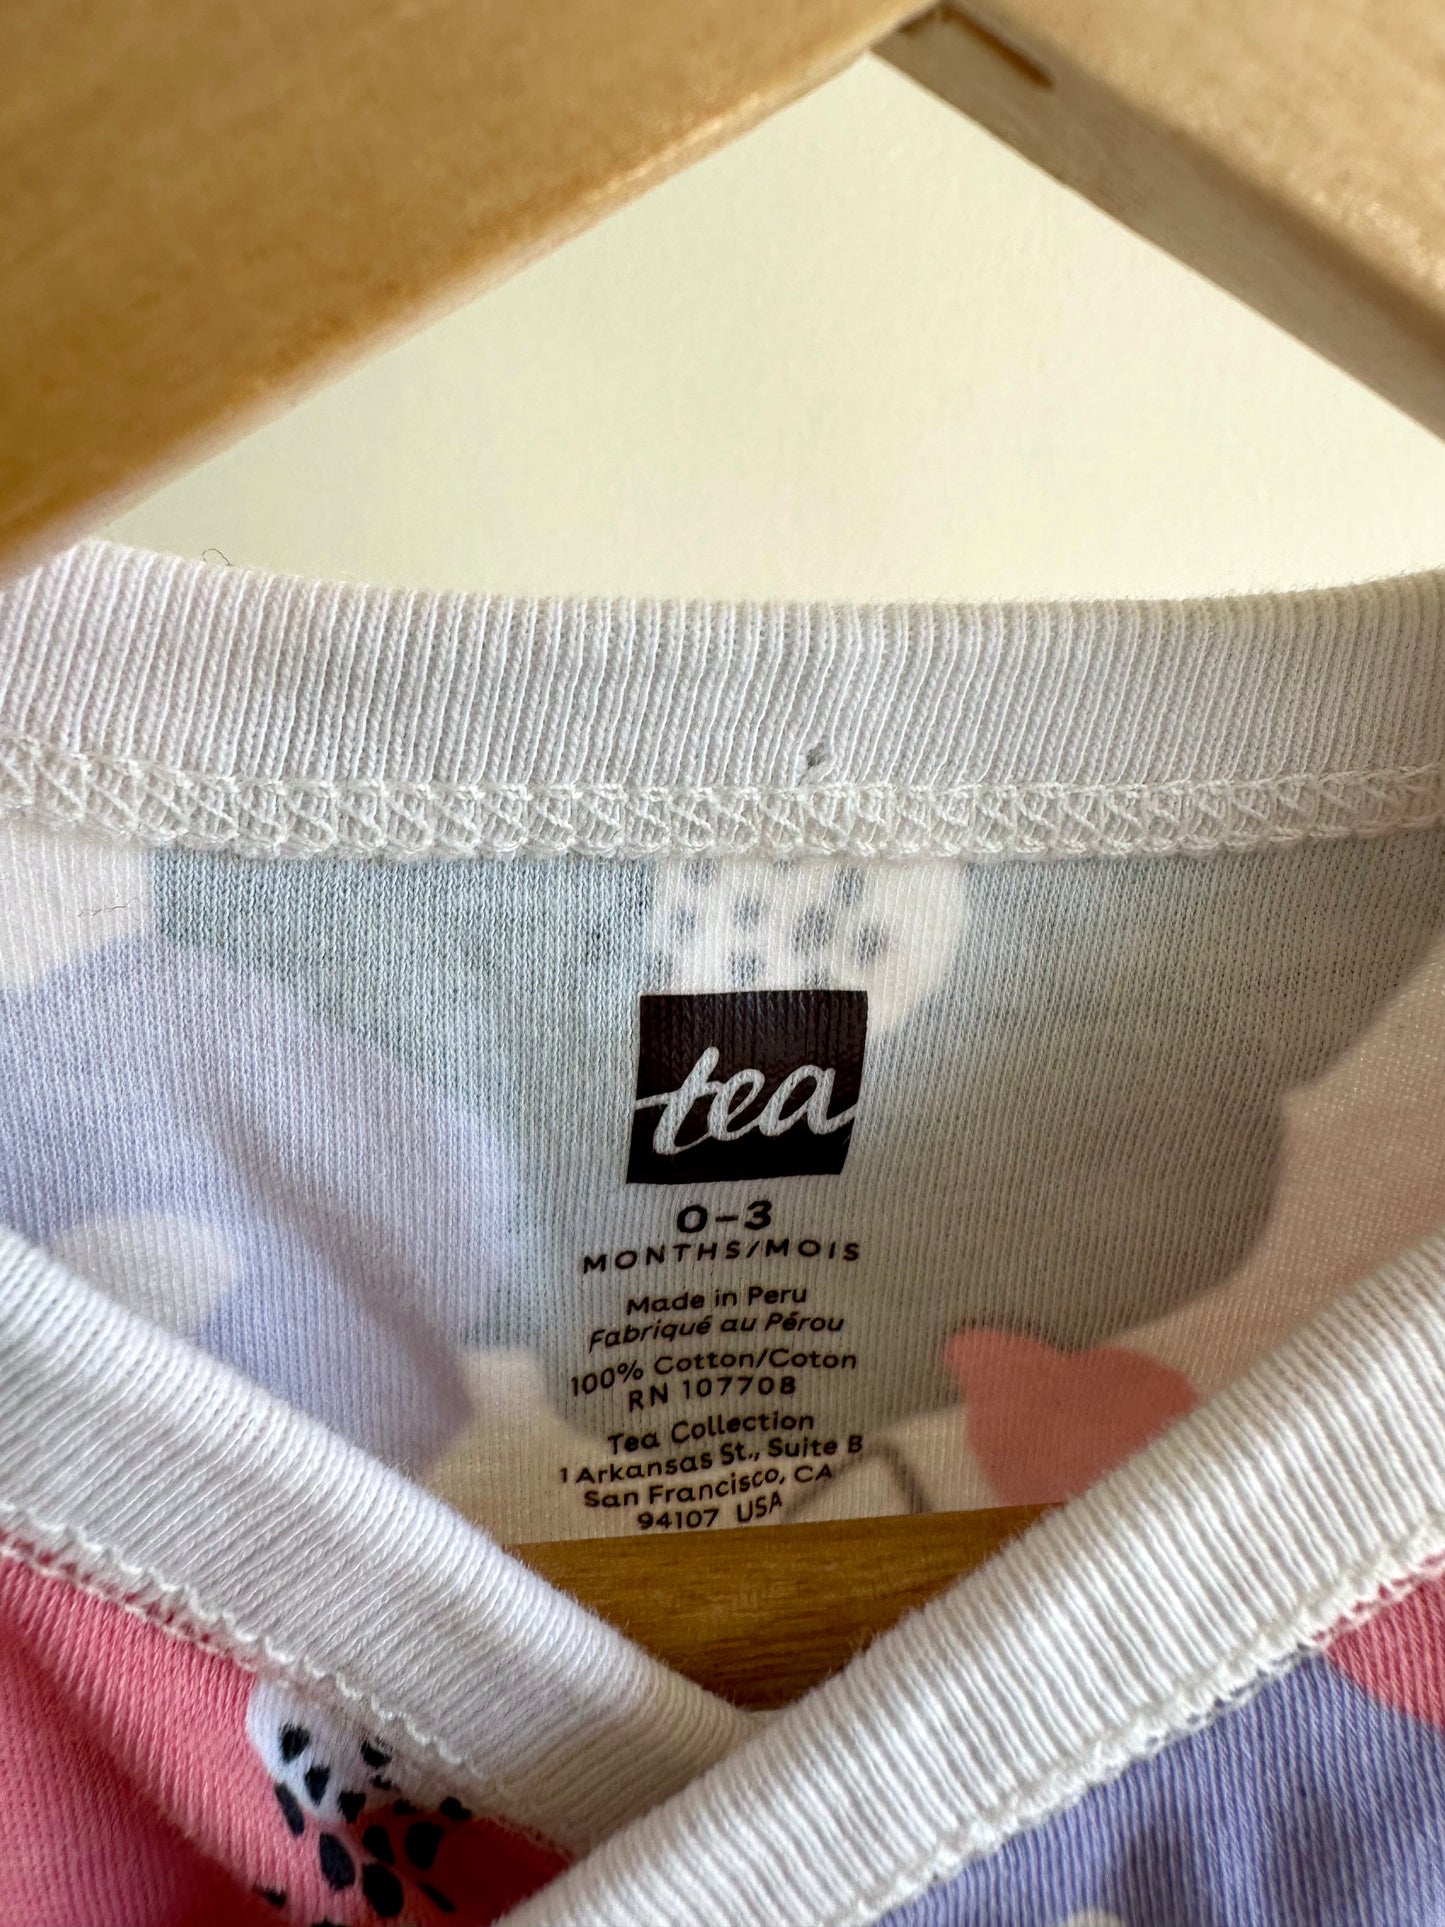 tea
0-3
MONTHS/MOIS
Made in Peru
Fabriqué au Pérou
100% Cotton/Coton
RN 107708
Tea Collection
1 Arkansas St., Suite B
San Francisco, CA
94107 USA